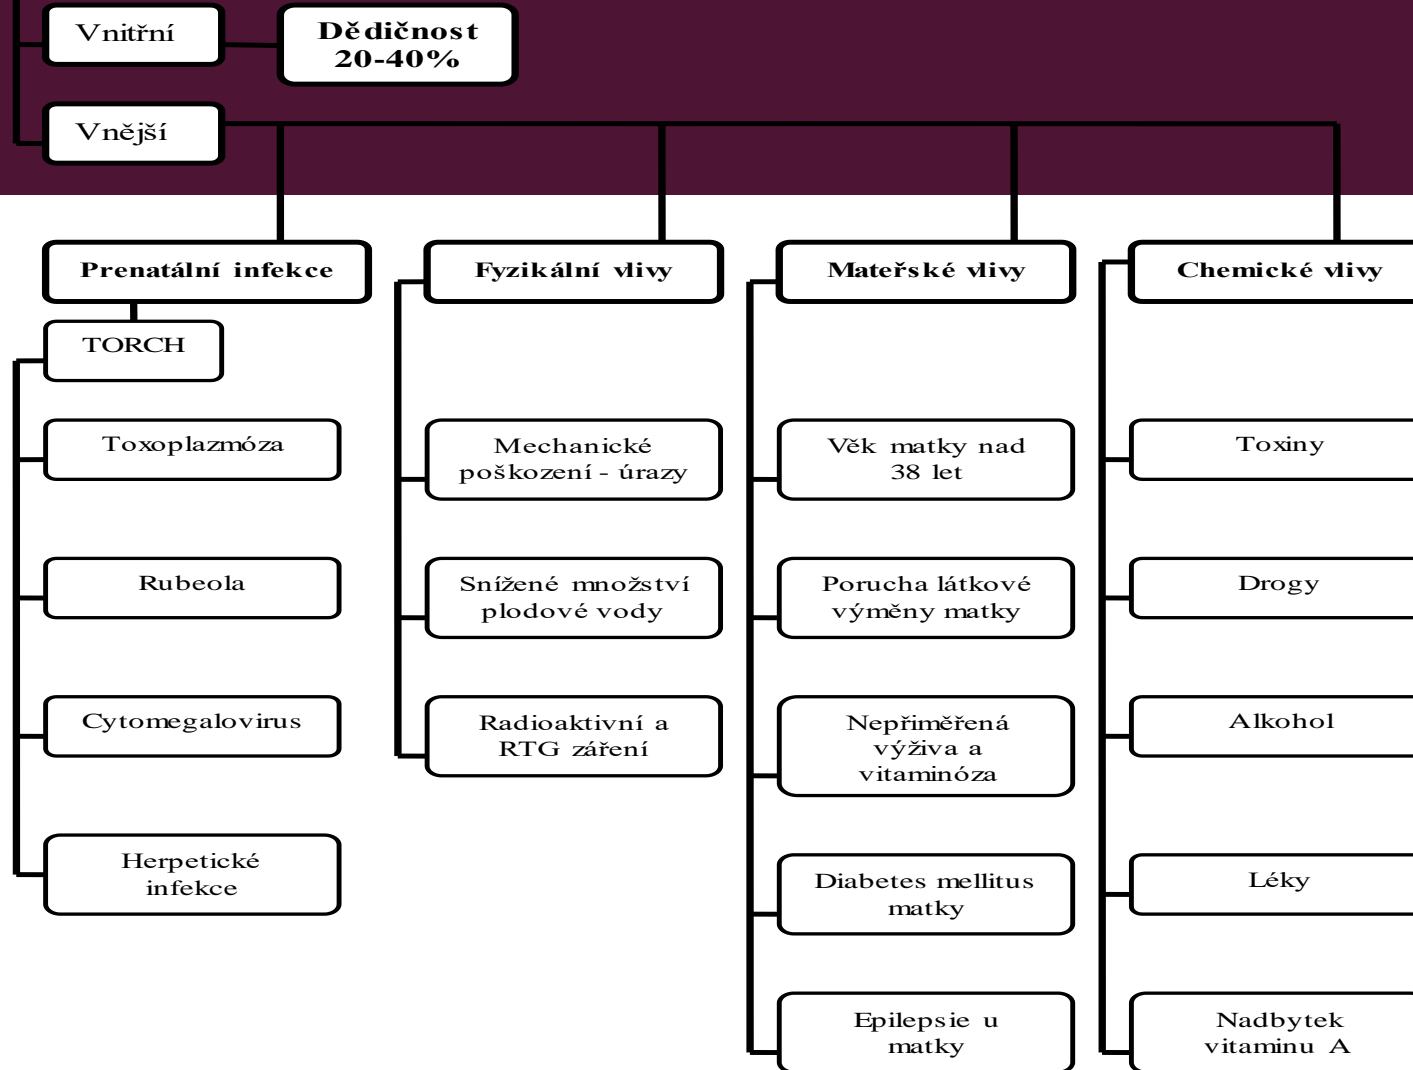 Vnitřní
Dědičnost
20-40%
Vnější
Prenatální infekce
TORCH
Toxoplazmóza
Rubeola
Cytomegalovirus
Herpetické
infekce
Fyzikální vlivy
Mechanické
poškození - úrazy
Snížené množství
plodové vody
Radioaktivní a
RTG záření
Mateřské vlivy
Věk matky nad
38 let
Porucha látkové
výměny matky
Nepřiměřená
výživa a
vitaminóza
Diabetes mellitus
matky
Epilepsie u
matky
Chemické vlivy
Toxiny
Drogy
Alkohol
Léky
Nadbytek
vitaminu A